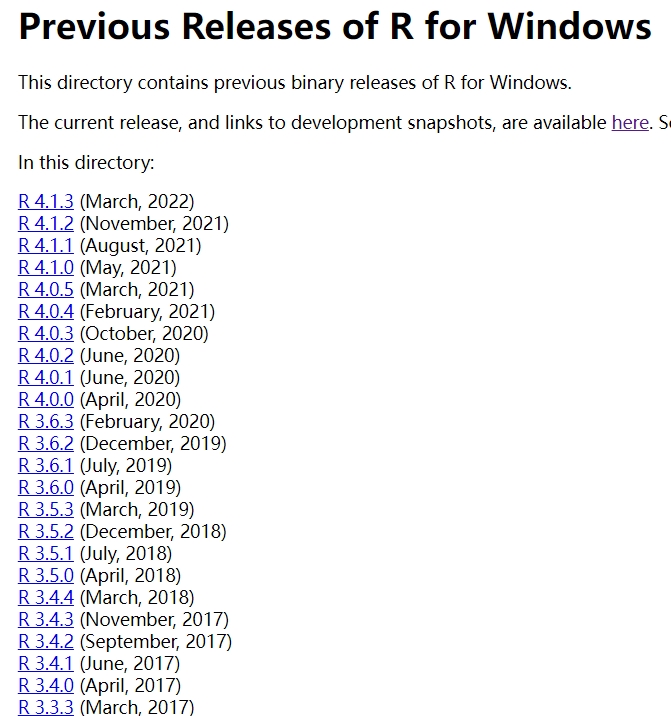 Previous Releases of R for Windows
This directory contains previous binary releases of R for Windows.
The current release, and links to development snapshots, are available here. S
In this directory:
R 4.1.3 (March, 2022)
R 4.1.2 (November, 2021)
R 4.1.1 (August, 2021)
R 4.1.0 (May, 2021)
R 4.0.5 (March, 2021)
R 4.0.4 (February, 2021)
R 4.0.3 (October, 2020)
R 4.0.2 (June, 2020)
R 4.0.1 (June, 2020)
R 4.0.0 (April, 2020)
R 3.6.3 (February, 2020)
R 3.6.2 (December, 2019)
R 3.6.1 (July, 2019)
R 3.6.0 (April, 2019)
R 3.5.3 (March, 2019)
R 3.5.2 (December, 2018)
R 3.5.1 (July, 2018)
R 3.5.0 (April, 2018)
R 3.4.4 (March, 2018)
R 3.4.3 (November, 2017)
R 3.4.2 (September, 2017)
R 3.4.1 (June, 2017)
R 3.4.0 (April, 2017)
R 3.3.3 (March, 2017)